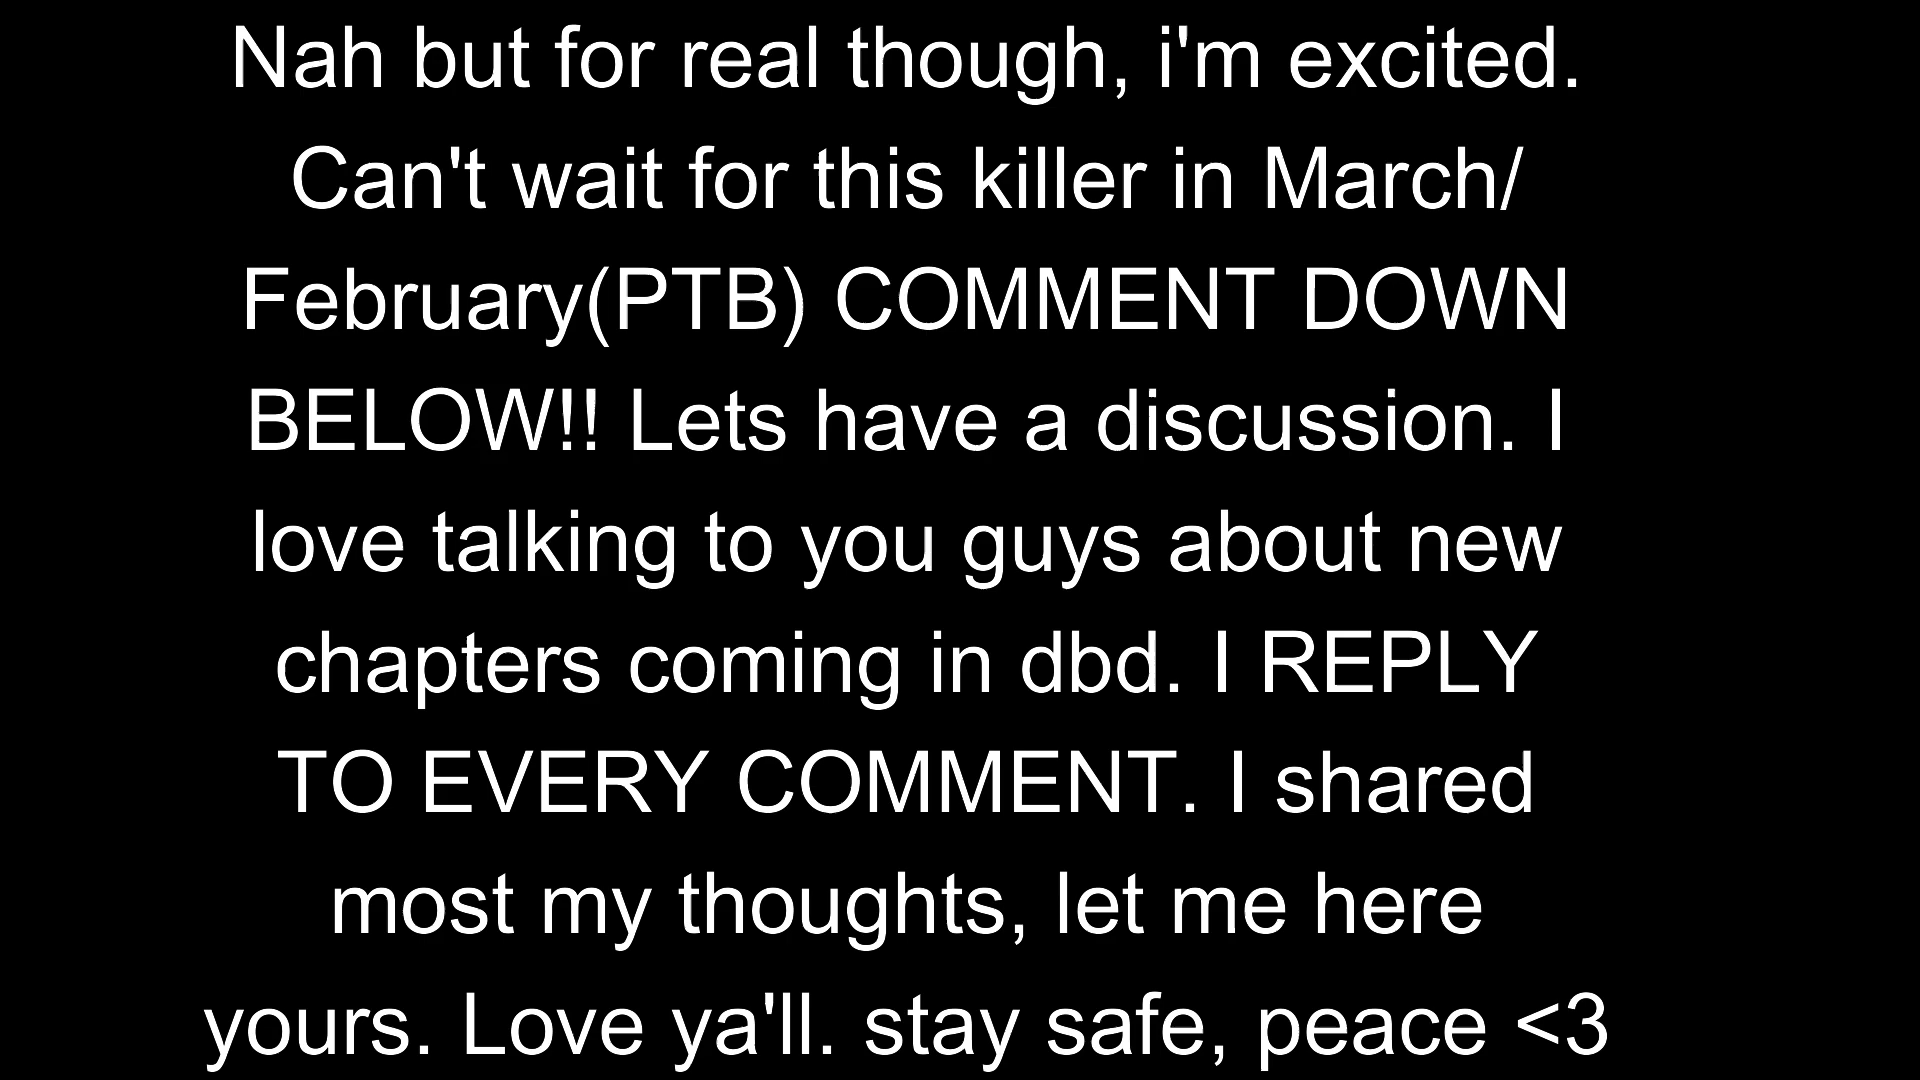 Nah but for real though, i'm excited.
Can't wait for this killer in March/
February(PTB) COMMENT DOWN
BELOW!! Lets have a discussion. I
love talking to you guys about new
chapters coming in dbd. I REPLY
TO EVERY COMMENT. I shared
most my thoughts, let me here
yours. Love ya'll. stay safe, peace <3